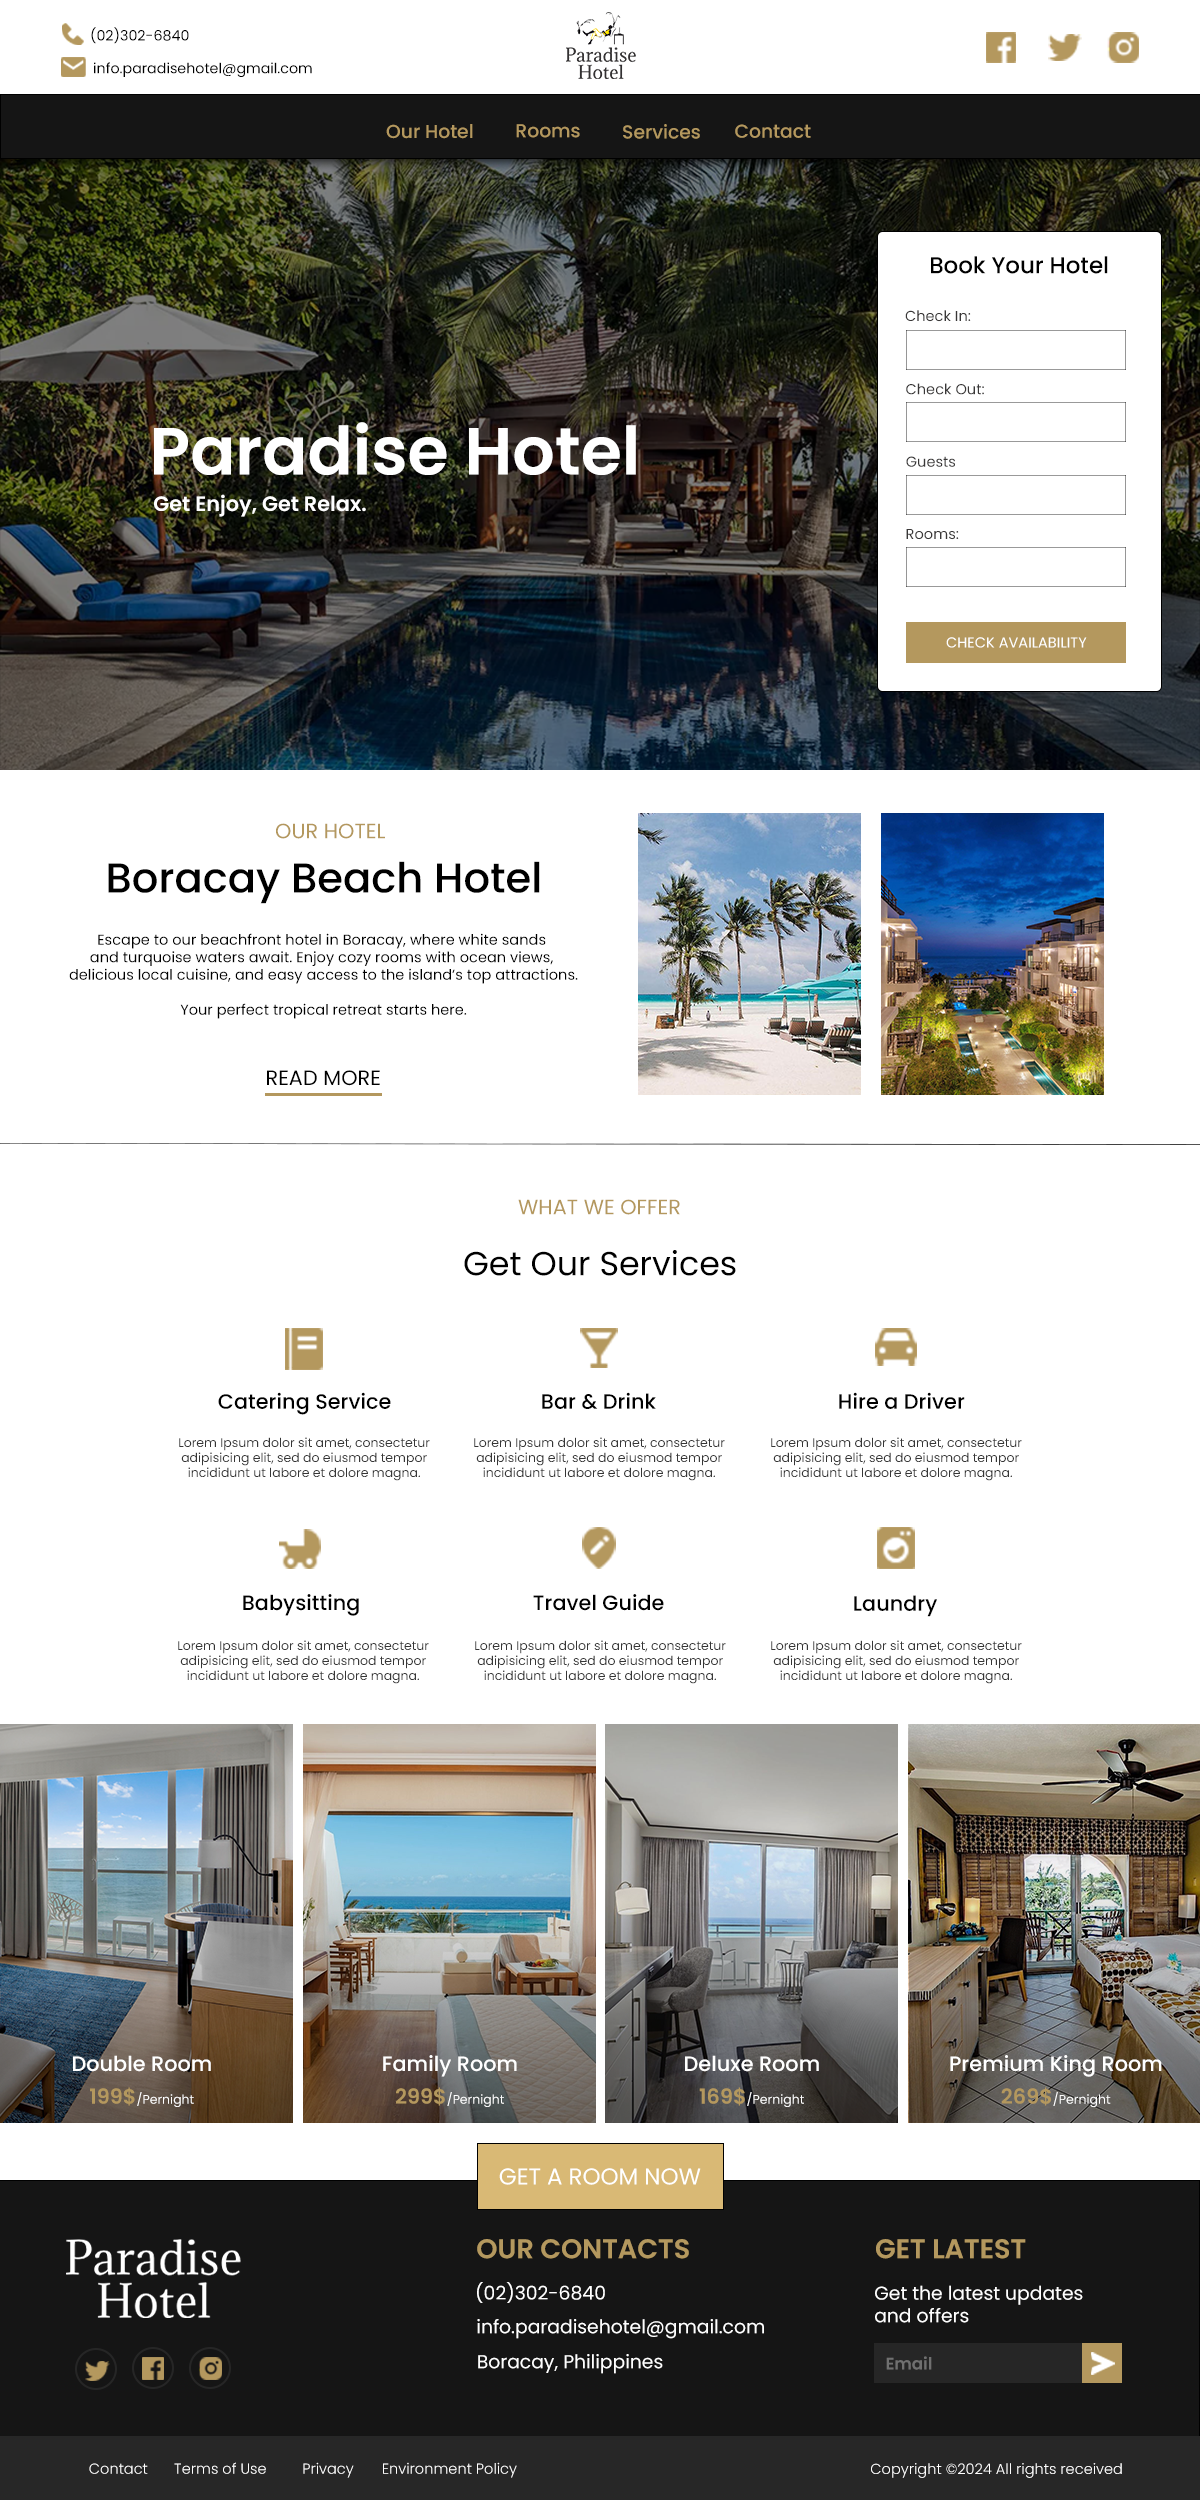 (02)302-6840
info.paradisehotel@gmail.com
Paradise
Hotel
Our Hotel
Rooms
Services
Contact
Paradise Hotel
Get Enjoy, Get Relax.
Book Your Hotel
Check In:
Check Out:
Guests
Rooms:
CHECK AVAILABILITY
OUR HOTEL
Boracay Beach Hotel
Escape to our beachfront hotel in Boracay, where white sands
and turquoise waters await. Enjoy cozy rooms with ocean views,
delicious local cuisine, and easy access to the island's top attractions.
Your perfect tropical retreat starts here.
READ MORE
WHAT WE OFFER
Get Our Services
Catering Service
Lorem Ipsum dolor sit amet, consectetur
adipisicing elit, sed do eiusmod tempor
incididunt ut labore et dolore magna.
Bar & Drink
Lorem Ipsum dolor sit amet, consectetur
adipisicing elit, sed do eiusmod tempor
incididunt ut labore et dolore magna.
Hire a Driver
Lorem Ipsum dolor sit amet, consectetur
adipisicing elit, sed do eiusmod tempor
incididunt ut labore et dolore magna.
Babysitting
Lorem Ipsum dolor sit amet, consectetur
adipisicing elit, sed do eiusmod tempor
incididunt ut labore et dolore magna.
Travel Guide
Lorem Ipsum dolor sit amet, consectetur
adipisicing elit, sed do eiusmod tempor
incididunt ut labore et dolore magna.
Laundry
Lorem Ipsum dolor sit amet, consectetur
adipisicing elit, sed do eiusmod tempor
incididunt ut labore et dolore magna.
Double Room
199$/Pernight
Family Room
299$/Pernight
Deluxe Room
169$/Pernight
Premium King Room
269$/Pernight
GET A ROOM NOW
Paradise
Hotel
OUR CONTACTS
(02)302-6840
info.paradisehotel@gmail.com
Boracay, Philippines
GET LATEST
Get the latest updates
and offers
Email
Contact
Terms of Use
Privacy
Environment Policy
Copyright ©2024 All rights received